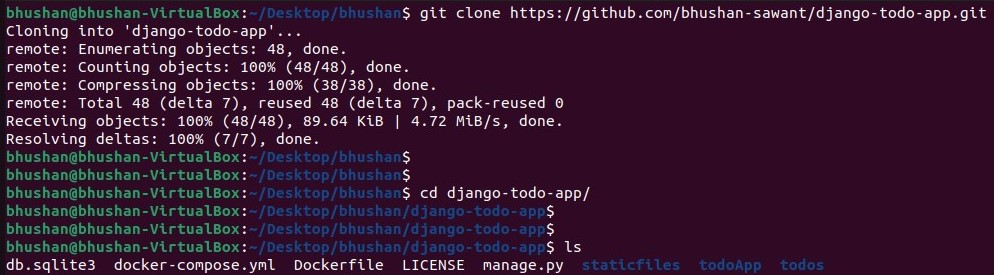 bhushan@bhushan-VirtualBox:~/Desktop/bhushan$ git clone https://github.com/bhushan-sawant/django-todo-app.git
Cloning into 'django-todo-app'...
remote: Enumerating objects: 48, done.
remote: Counting objects: 100% (48/48), done.
remote: Compressing objects: 100% (38/38), done.
remote: Total 48 (delta 7), reused 48 (delta 7), pack-reused 0
Receiving objects: 100% (48/48), 89.64 KiB | 4.72 MiB/s, done.
Resolving deltas: 100% (7/7), done.
bhushan@bhushan-VirtualBox:~/Desktop/bhushan$
bhushan@bhushan-VirtualBox:~/Desktop/bhushan$
bhushan@bhushan-VirtualBox:~/Desktop/bhushan$ cd django-todo-app/
bhushan@bhushan-VirtualBox:~/Desktop/bhushan/django-todo-app$
bhushan@bhushan-VirtualBox:~/Desktop/bhushan/django-todo-app$
bhushan@bhushan-VirtualBox:~/Desktop/bhushan/django-todo-app$ ls
db.sqlite3  docker-compose.yml  Dockerfile  LICENSE  manage.py  staticfiles  todoApp  todos